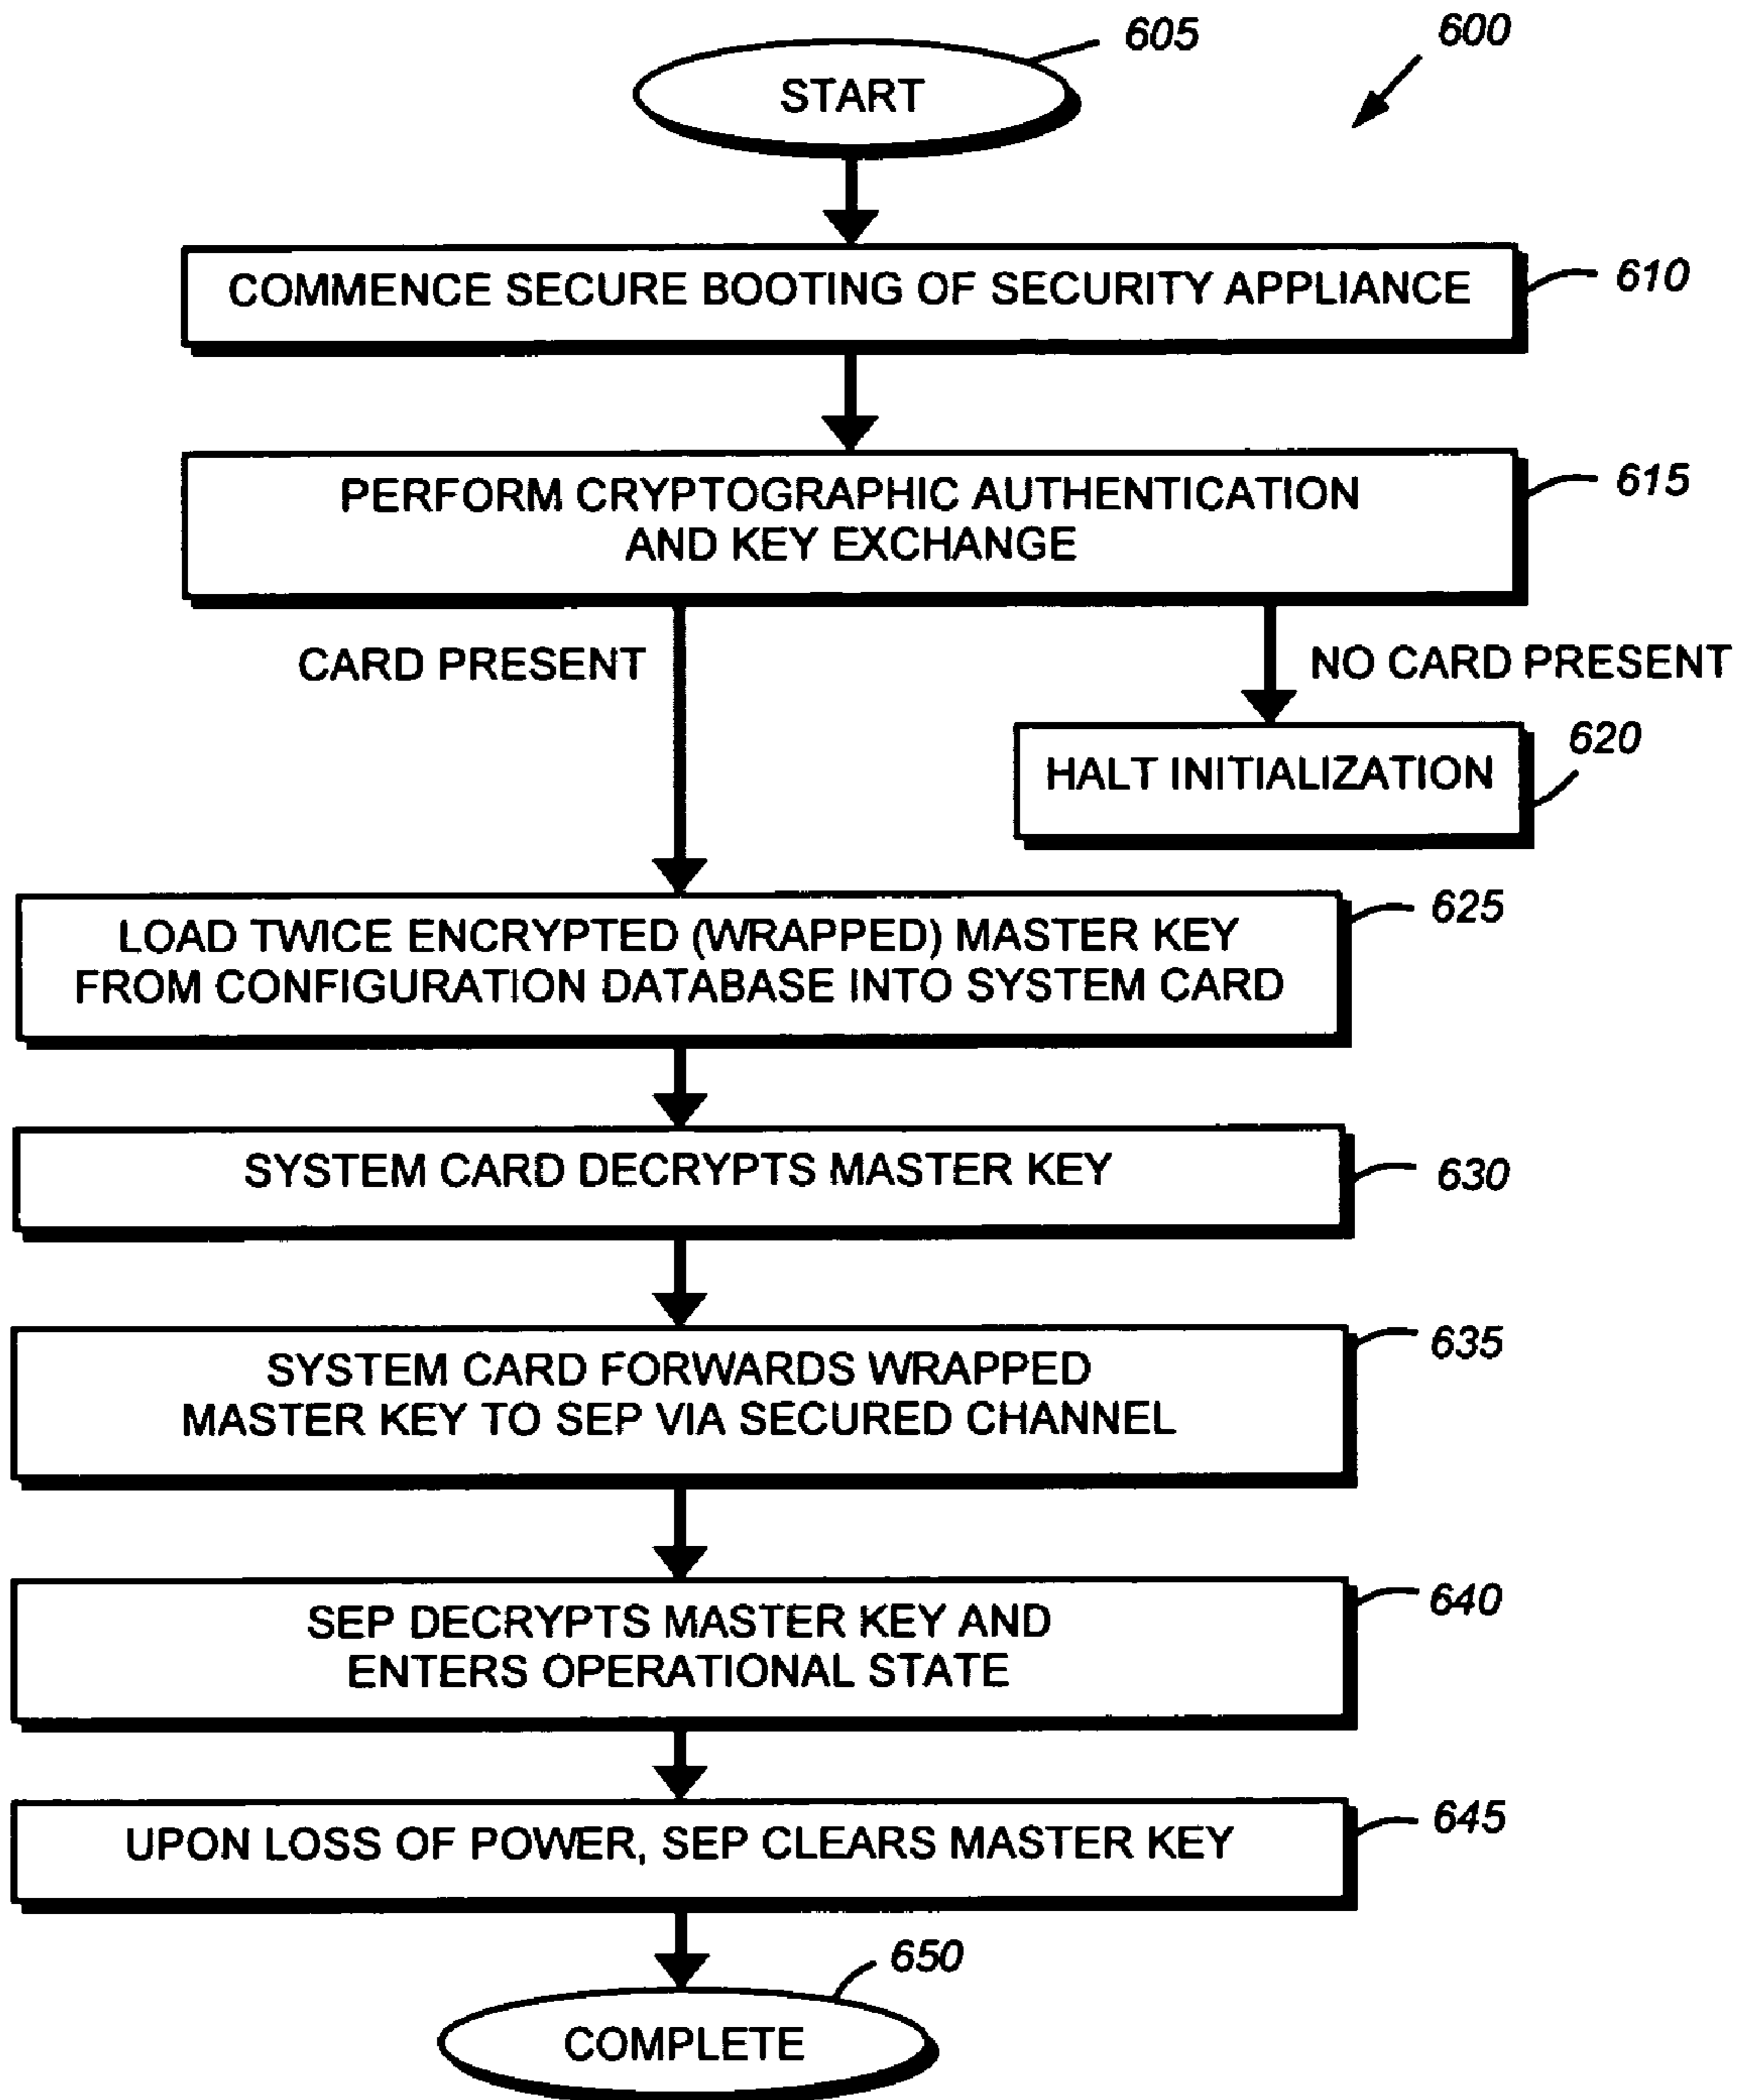 605
600
START
COMMENCE SECURE BOOTING OF SECURITY APPLIANCE
610
PERFORM CRYPTOGRAPHIC AUTHENTICATION
AND KEY EXCHANGE
615
CARD PRESENT
NO CARD PRESENT
HALT INITIALIZATION
620
LOAD TWICE ENCRYPTED (WRAPPED) MASTER KEY
FROM CONFIGURATION DATABASE INTO SYSTEM CARD
625
SYSTEM CARD DECRYPTS MASTER KEY
630
SYSTEM CARD FORWARDS WRAPPED
MASTER KEY TO SEP VIA SECURED CHANNEL
635
SEP DECRYPTS MASTER KEY AND
ENTERS OPERATIONAL STATE
640
UPON LOSS OF POWER, SEP CLEARS MASTER KEY
645
650
COMPLETE